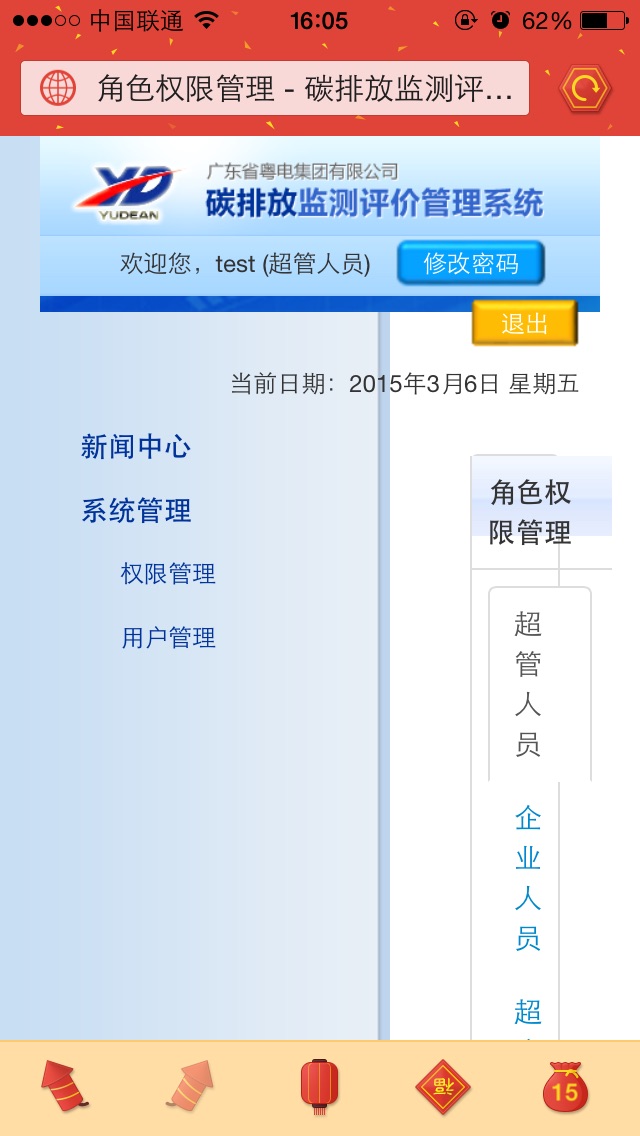 中国联通 16:05 62%
角色权限管理 - 碳排放监测评...
YD
YUDEAN
广东省粤电集团有限公司
碳排放监测评价管理系统
欢迎您，test (超管人员) 修改密码
退出
当前日期：2015年3月6日 星期五
新闻中心
系统管理
权限管理
用户管理
角色权
限管理
超
管
人
员
企
业
人
员
超
福
15